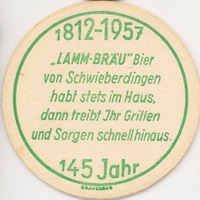 1812-1957
„LAMM-BRÄU" Bier
von Schwieberdingen
habt stets im Haus,
dann treibt Ihr Grillen
und Sorgen schnell hinaus.
145 Jahr